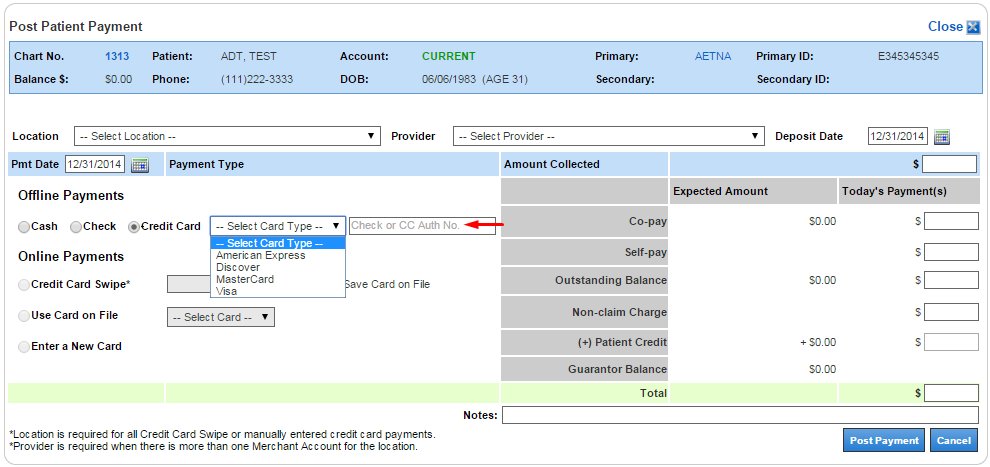 Post Patient Payment Close
Chart No. 1313 Patient: ADT, TEST Account: CURRENT Primary: AETNA Primary ID: E345345345
Balance $: $0.00 Phone: (111)222-3333 DOB: 06/06/1983 (AGE 31) Secondary: Secondary ID:
Location -- Select Location -- Provider -- Select Provider -- Deposit Date 12/31/2014
Pmt Date 12/31/2014 Payment Type Amount Collected $
Expected Amount Today's Payment(s)
Offline Payments
Cash Check Credit Card -- Select Card Type -- Check or CC Auth No. Co-pay $0.00 $
-- Select Card Type --
American Express
Discover
MasterCard
Visa
Self-pay $
Online Payments
Credit Card Swipe* Save Card on File Outstanding Balance $0.00 $
Use Card on File -- Select Card -- Non-claim Charge $
Enter a New Card (+) Patient Credit + $0.00 $
Guarantor Balance $0.00
Total $
Notes:
*Location is required for all Credit Card Swipe or manually entered credit card payments.
*Provider is required when there is more than one Merchant Account for the location.
Post Payment Cancel